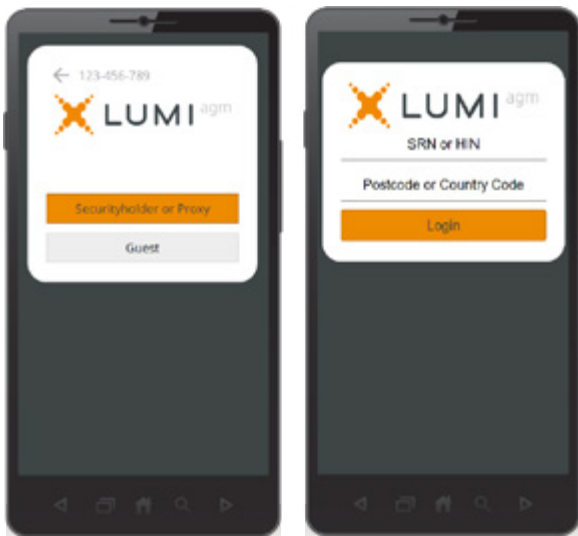 123-456-789
LUMI agm
Securityholder or Proxy
Guest
LUMI agm
SRN or HIN
Postcode or Country Code
Login